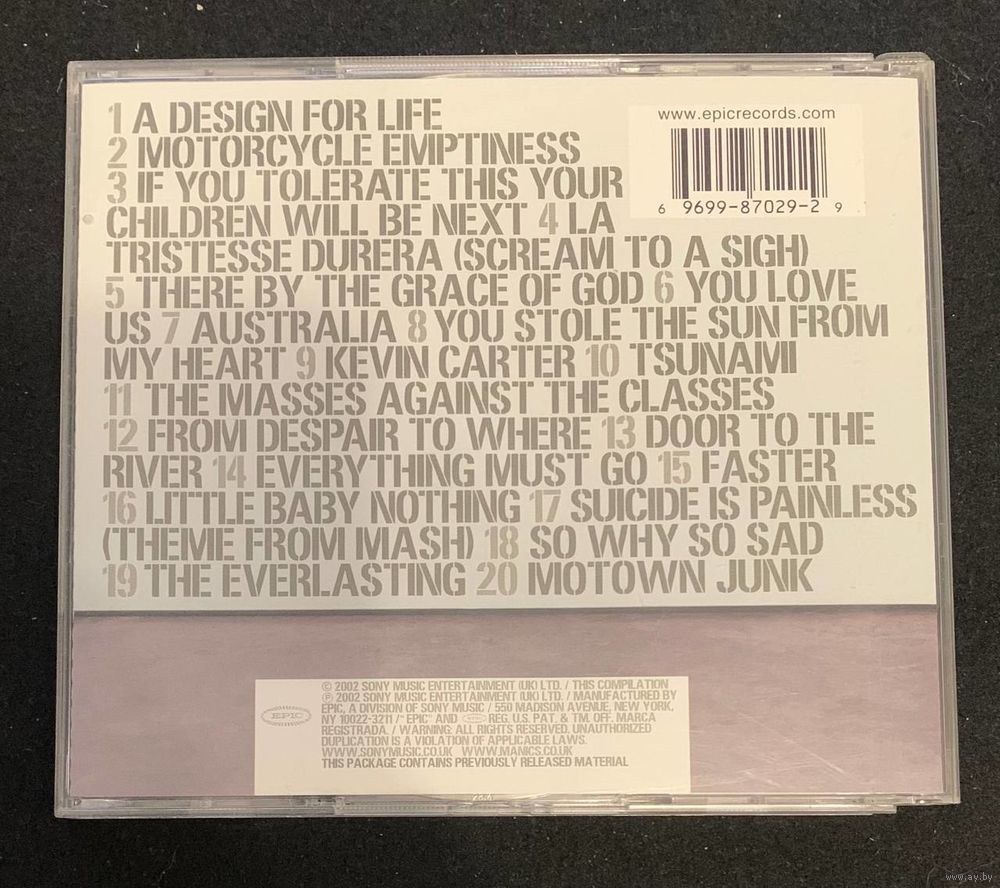 1 A DESIGN FOR LIFE
2 MOTORCYCLE EMPTINESS
3 IF YOU TOLERATE THIS YOUR
CHILDREN WILL BE NEXT 4 LA
TRISTESSE DURERA (SCREAM TO A SIGH)
5 THERE BY THE GRACE OF GOD 6 YOU LOVE
US 7 AUSTRALIA 8 YOU STOLE THE SUN FROM
MY HEART 9 KEVIN CARTER 10 TSUNAMI
11 THE MASSES AGAINST THE CLASSES
12 FROM DESPAIR TO WHERE 13 DOOR TO THE
RIVER 14 EVERYTHING MUST GO 15 FASTER
16 LITTLE BABY NOTHING 17 SUICIDE IS PAINLESS
(THEME FROM MASH) 18 SO WHY SO SAD
19 THE EVERLASTING 20 MOTOWN JUNK
www.epicrecords.com
6 9699-87029-2 9
EPIC
© 2002 SONY MUSIC ENTERTAINMENT (UK) LTD. / THIS COMPILATION
℗ 2002 SONY MUSIC ENTERTAINMENT (UK) LTD. / MANUFACTURED BY
EPIC, A DIVISION OF SONY MUSIC / 550 MADISON AVENUE, NEW YORK,
NY 10022-3211 / "EPIC" AND EPIC REG. U.S. PAT. & TM. OFF. MARCA
REGISTRADA. / WARNING: ALL RIGHTS RESERVED. UNAUTHORIZED
DUPLICATION IS A VIOLATION OF APPLICABLE LAWS.
WWW.SONYMUSIC.CO.UK WWW.MANICS.CO.UK
THIS PACKAGE CONTAINS PREVIOUSLY RELEASED MATERIAL
www.ay.by